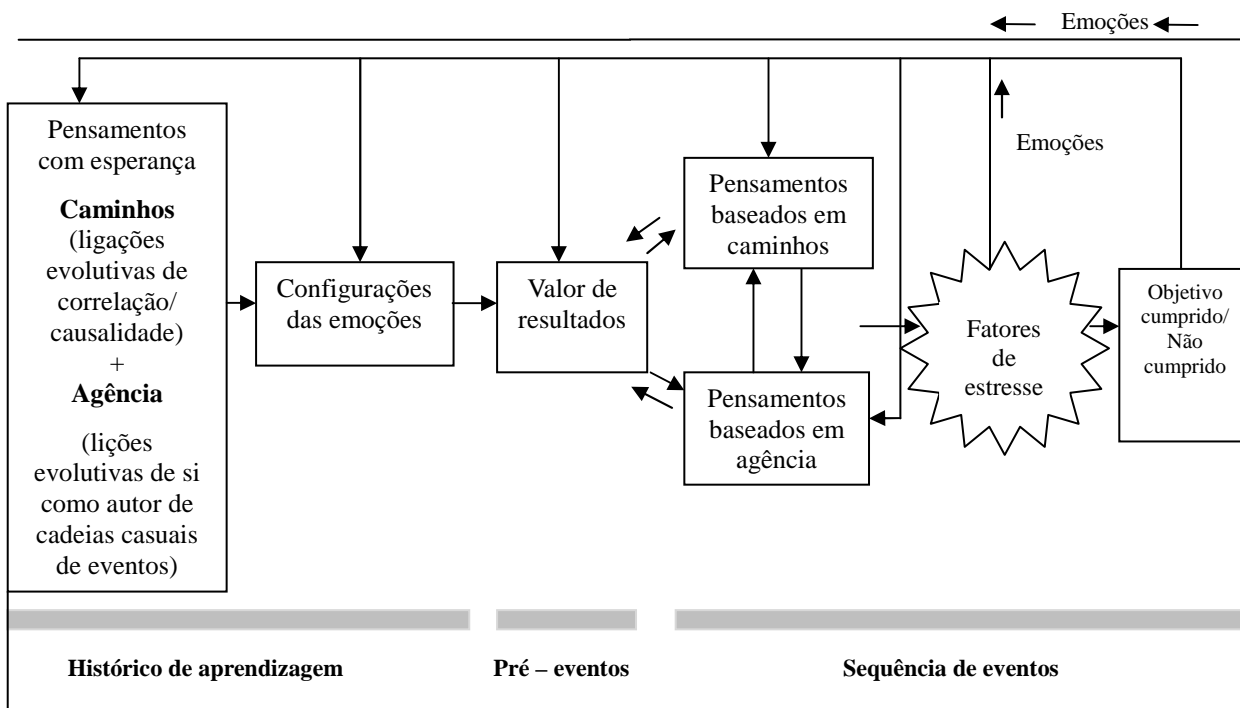 Emoções
Pensamentos
com esperança
Caminhos
(ligações
evolutivas de
correlação/
causalidade)
+
Agência
(lições
evolutivas de si
como autor de
cadeias casuais
de eventos)
Configurações
das emoções
Valor de
resultados
Pensamentos
baseados em
caminhos
Pensamentos
baseados em
agência
Emoções
Fatores
de
estresse
Objetivo
cumprido/
Não
cumprido
Histórico de aprendizagem
Pré – eventos
Sequência de eventos